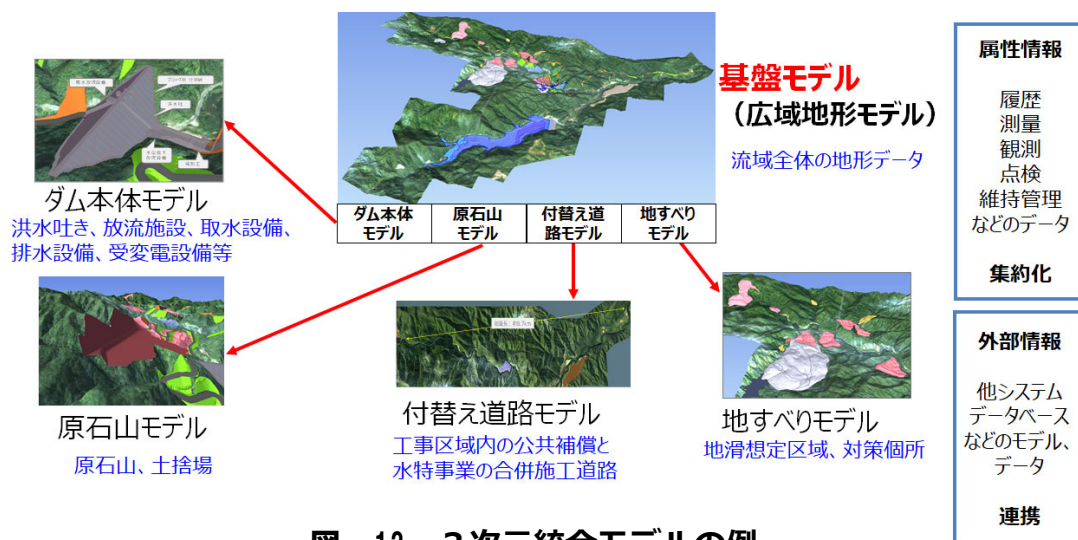 基盤モデル
（広域地形モデル）
流域全体の地形データ
ダム本体
モデル
原石山
モデル
付替え道
路モデル
地すべり
モデル
ダム本体モデル
洪水吐き、放流施設、取水設備、
排水設備、受変電設備等
原石山モデル
原石山、土捨場
付替え道路モデル
工事区域内の公共補償と
水特事業の合併施工道路
地すべりモデル
地滑想定区域、対策個所
属性情報
履歴
測量
観測
点検
維持管理
などのデータ
集約化
外部情報
他システム
データベース
などのモデル、
データ
連携